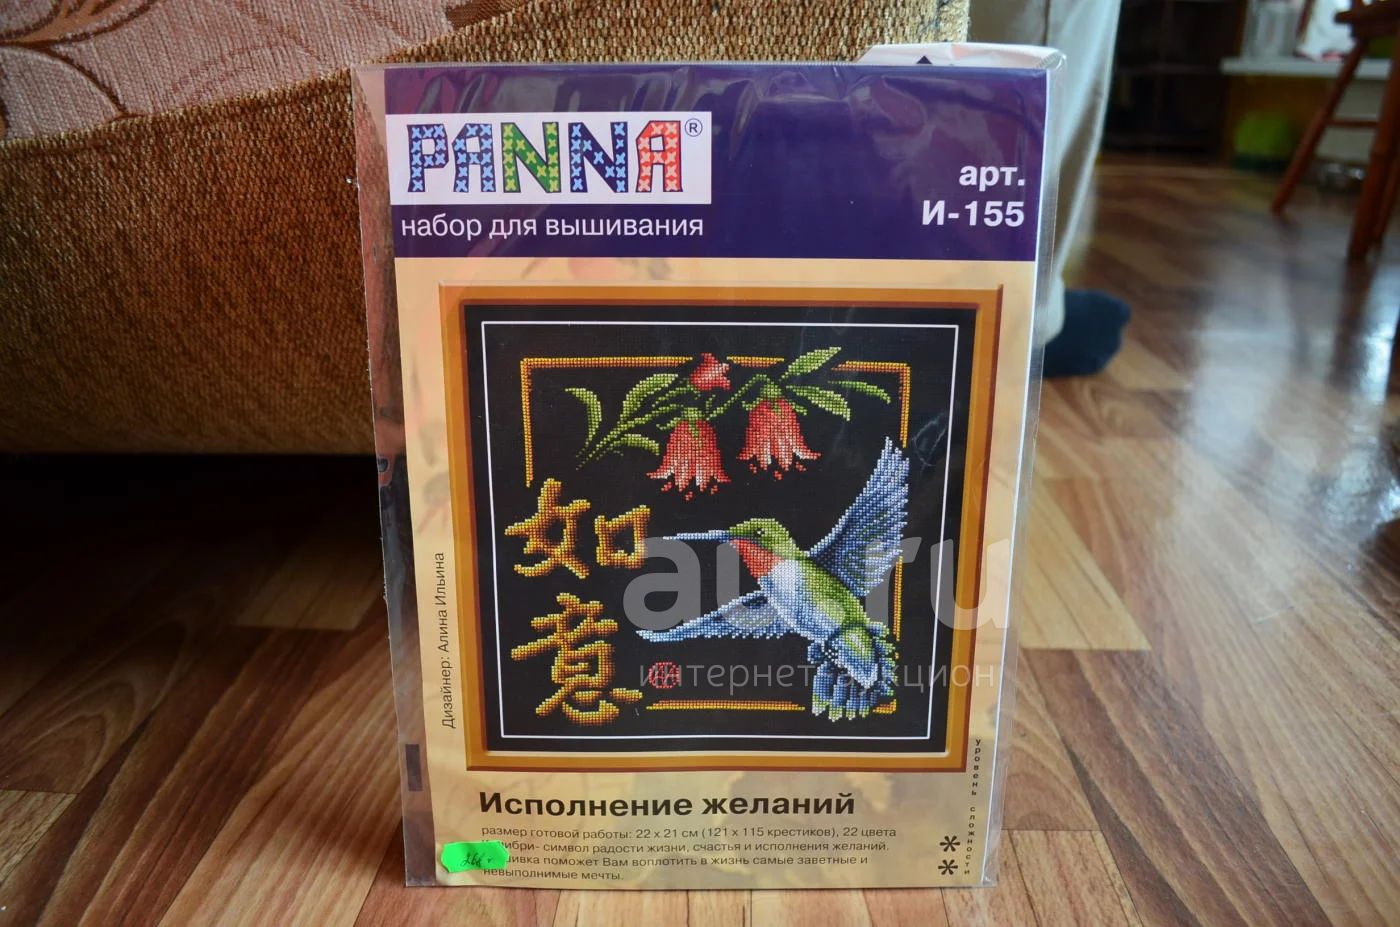 PANNA®
набор для вышивания
арт.
И-155
如
意
Дизайнер: Алина Ильина
au.ru
интернет аукцион
Исполнение желаний
размер готовой работы: 22 x 21 см (121 x 115 крестиков), 22 цвета
символ радости жизни, счастья и исполнения желаний.
поможет Вам воплотить в жизнь самые заветные и
невыполнимые мечты.
уровень сложности